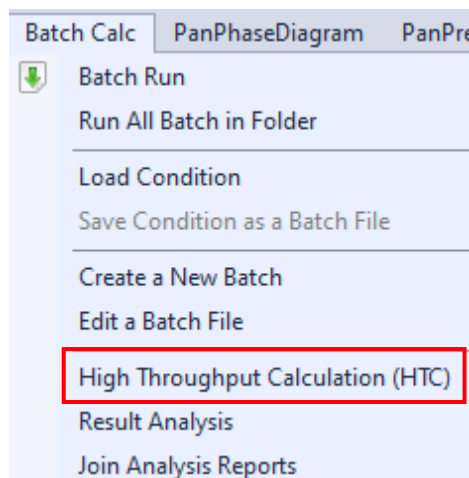 Batch Calc PanPhaseDiagram PanPre
Batch Run
Run All Batch in Folder
Load Condition
Save Condition as a Batch File
Create a New Batch
Edit a Batch File
High Throughput Calculation (HTC)
Result Analysis
Join Analysis Reports